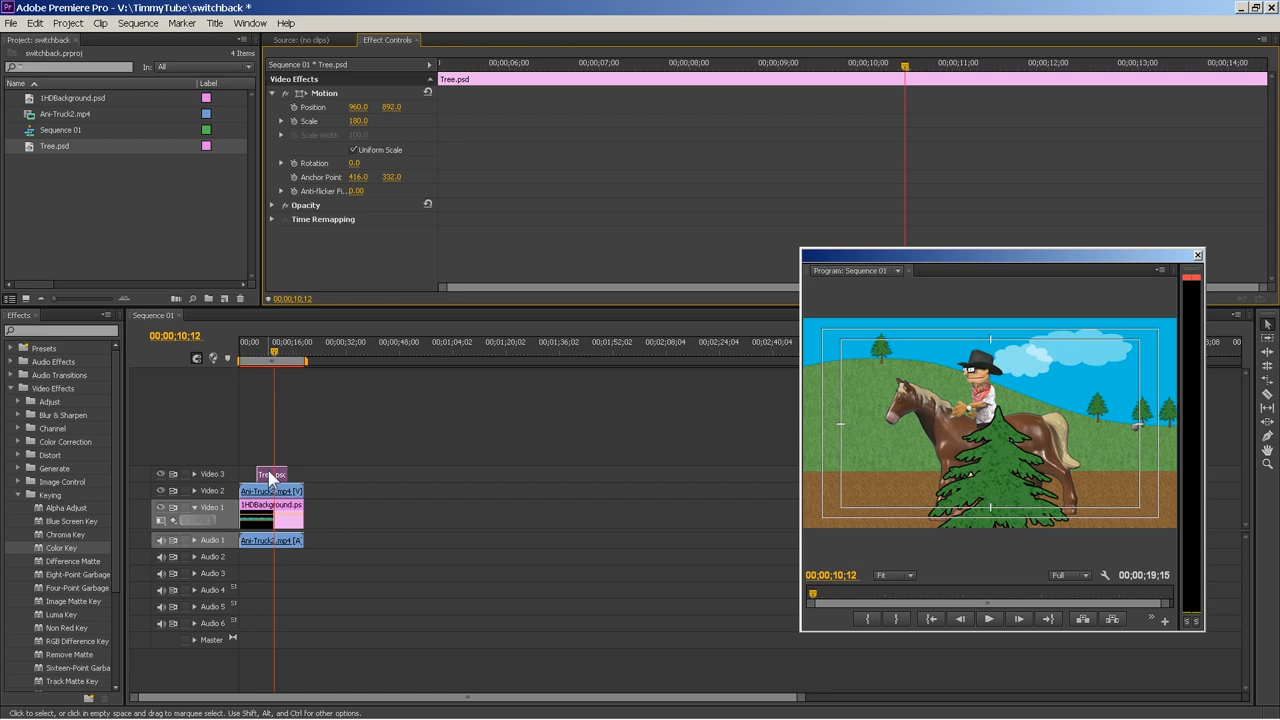 Adobe Premiere Pro - V:\TimmyTube\switchback *
File Edit Project Clip Sequence Marker Title Window Help
Project: switchback
switchback.prproj
4 Items
In: All
Name
Label
1HDBackground.psd
Ani-Truck2.mp4
Sequence 01
Tree.psd
Source: (no clips)
Effect Controls
Sequence 01 * Tree.psd
00;00;06;00 00;00;07;00 00;00;08;00 00;00;09;00 00;00;10;00 00;00;11;00 00;00;12;00 00;00;13;00 00;00;14;00
Video Effects
Tree.psd
Motion
Position 960.0 892.0
Scale 180.0
Scale Width 100.0
Uniform Scale
Rotation 0.0
Anchor Point 416.0 332.0
Anti-flicker Fi... 0.00
Opacity
Time Remapping
00;00;10;12
Effects
Presets
Audio Effects
Audio Transitions
Video Effects
Adjust
Blur & Sharpen
Channel
Color Correction
Distort
Generate
Image Control
Keying
Alpha Adjust
Blue Screen Key
Chroma Key
Color Key
Difference Matte
Eight-Point Garbage
Four-Point Garbage
Image Matte Key
Luma Key
Non Red Key
RGB Difference Key
Remove Matte
Sixteen-Point Garba
Track Matte Key
Sequence 01
00;00;10;12
00;00 00;00;16;00 00;00;32;00 00;00;48;00 00;01;04;02 00;01;20;02 00;01;36;02 00;01;52;02 00;02;08;04 00;02;24;04 00;02;40;04
Video 3
Video 2
Ani-Truck2.mp4 [V]
Video 1
1HDBackground.ps
Audio 1
Ani-Truck2.mp4 [A]
Audio 2
Audio 3
Audio 4
Audio 5
Audio 6
Master
Program: Sequence 01
00;00;10;12
Fit
Full
00;00;19;15
S S
Click to select, or click in empty space and drag to marquee select. Use Shift, Alt, and Ctrl for other options.